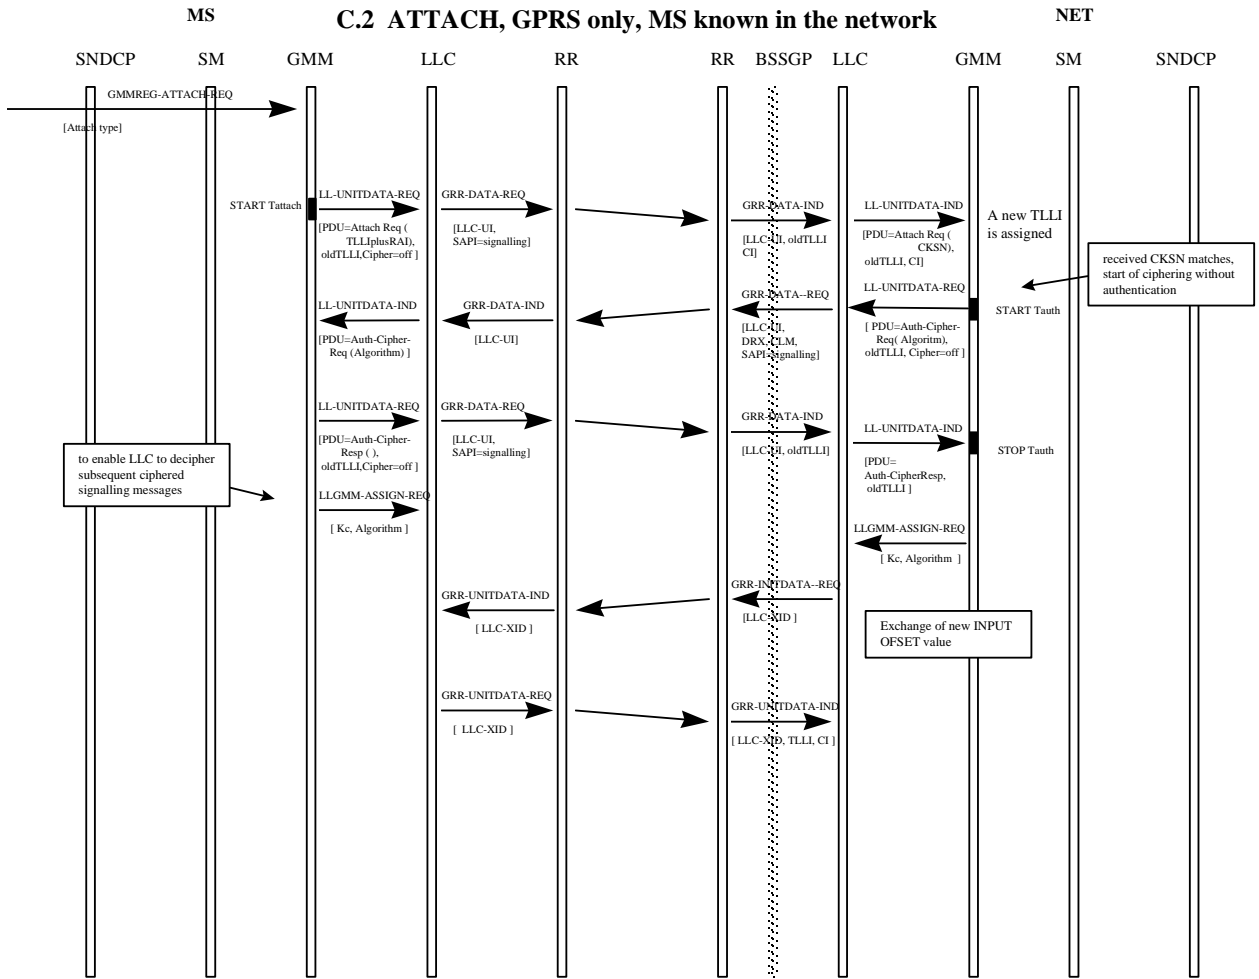 MS
C.2 ATTACH, GPRS only, MS known in the network
NET
SNDCP SM GMM LLC RR RR BSSGP LLC GMM SM SNDCP
GMMREG-ATTACH-REQ
[Attach type]
START Tattach
LL-UNITDATA-REQ
[PDU=Attach Req (
TLLIplusRAI),
oldTLLI,Cipher=off ]
GRR-DATA-REQ
[LLC-UI,
SAPI=signalling]
GRR-DATA-IND
[LLC-UI, oldTLLI
CI]
LL-UNITDATA-IND
[PDU=Attach Req (
CKSN),
oldTLLI, CI]
A new TLLI
is assigned
received CKSN matches,
start of ciphering without
authentication
LL-UNITDATA-REQ
[ PDU=Auth-Cipher-
Req( Algoritm),
oldTLLI, Cipher=off ]
START Tauth
GRR-DATA--REQ
[LLC-UI,
DRX, CLM,
SAPI=signalling]
GRR-DATA-IND
[LLC-UI]
LL-UNITDATA-IND
[PDU=Auth-Cipher-
Req (Algorithm) ]
LL-UNITDATA-REQ
[PDU=Auth-Cipher-
Resp ( ),
oldTLLI,Cipher=off ]
GRR-DATA-REQ
[LLC-UI,
SAPI=signalling]
GRR-DATA-IND
[LLC-UI, oldTLLI]
LL-UNITDATA-IND
[PDU=
Auth-CipherResp,
oldTLLI ]
STOP Tauth
to enable LLC to decipher
subsequent ciphered
signalling messages
LLGMM-ASSIGN-REQ
[ Kc, Algorithm ]
LLGMM-ASSIGN-REQ
[ Kc, Algorithm ]
GRR-INITDATA--REQ
[LLC-XID ]
GRR-UNITDATA-IND
[ LLC-XID ]
Exchange of new INPUT
OFSET value
GRR-UNITDATA-REQ
[ LLC-XID ]
GRR-UNITDATA-IND
[ LLC-XID, TLLI, CI ]